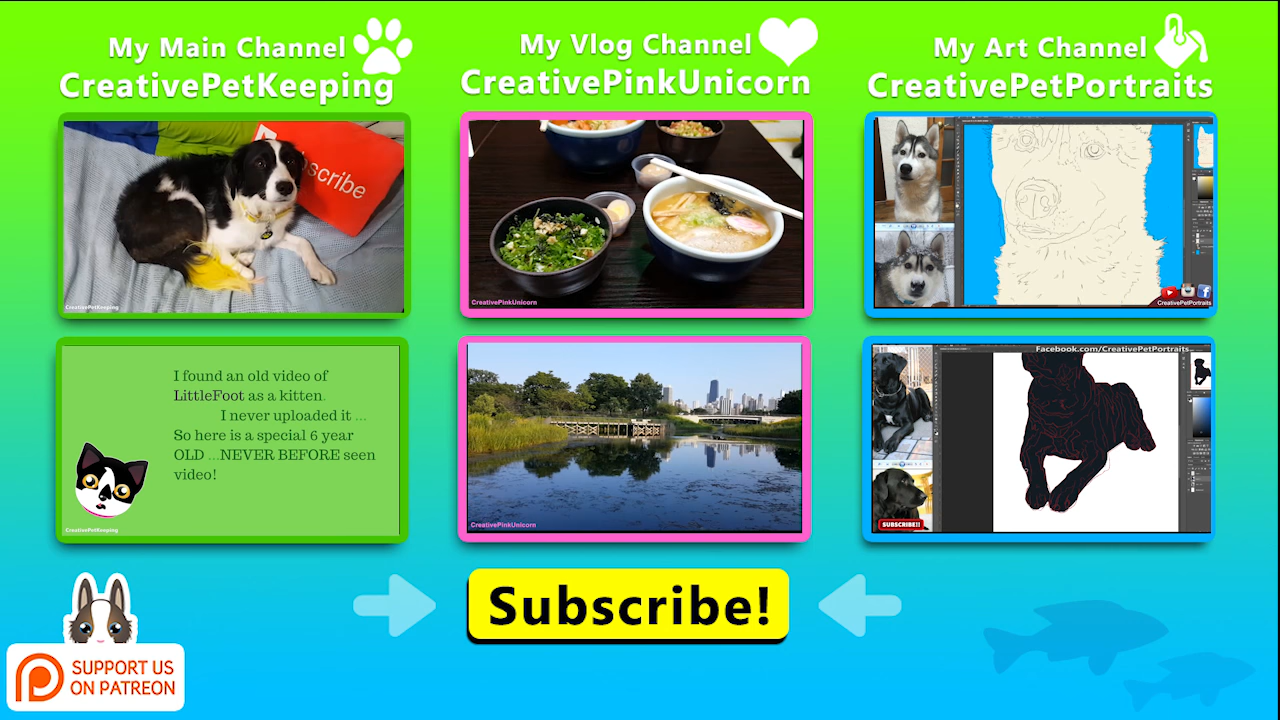 My Main Channel
CreativePetKeeping
My Vlog Channel
CreativePinkUnicorn
My Art Channel
CreativePetPortraits
scribe
CreativePetKeeping
CreativePinkUnicorn
CreativePetPortraits
I found an old video of
LittleFoot as a kitten.
I never uploaded it ...
So here is a special 6 year
OLD ...NEVER BEFORE seen
video!
CreativePetKeeping
CreativePinkUnicorn
Facebook.com/CreativePetPortraits
SUBSCRIBE!!
Subscribe!
SUPPORT US
ON PATREON